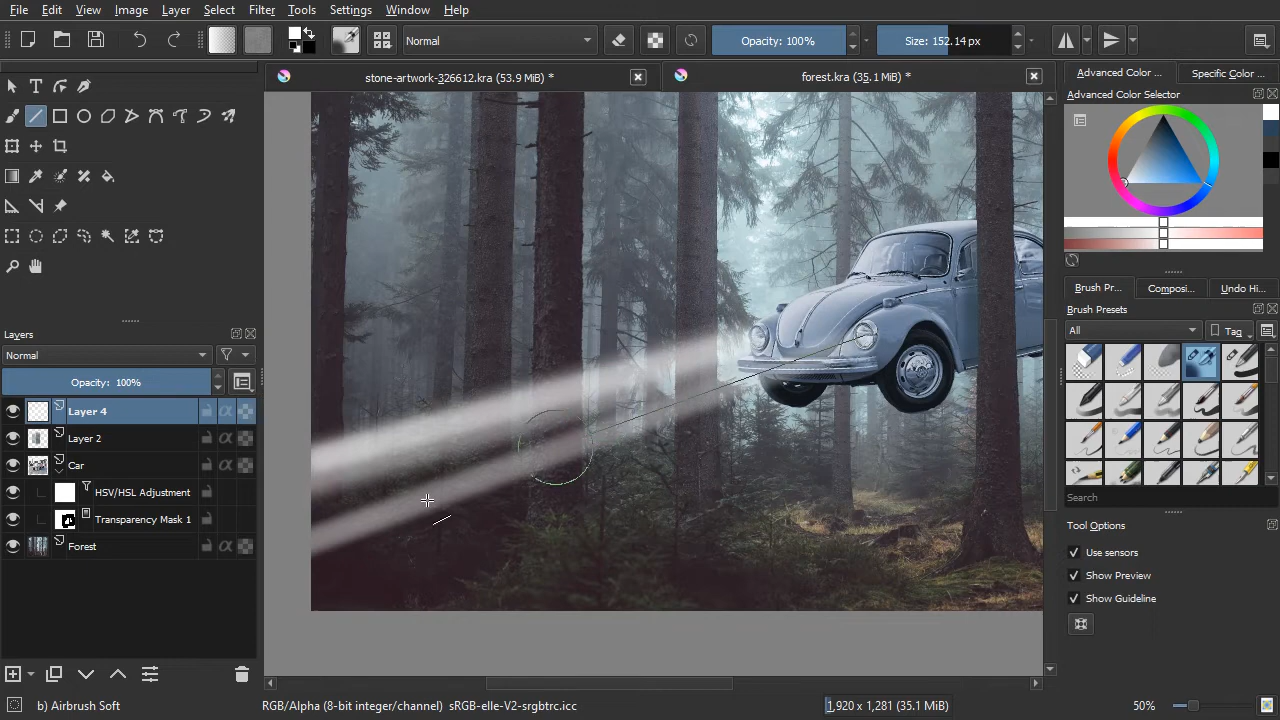 File Edit View Image Layer Select Filter Tools Settings Window Help
Normal Opacity: 100% Size: 152.14 px
stone-artwork-326612.kra (53.9 MiB) * forest.kra (35.1 MiB) *
Advanced Color ... Specific Color ...
Advanced Color Selector
Brush Pr... Composi... Undo Hi...
Brush Presets
All Tag
Layers
Normal
Opacity: 100%
Layer 4
Layer 2
Car
HSV/HSL Adjustment
Transparency Mask 1
Forest
Search
Tool Options
Use sensors
Show Preview
Show Guideline
b) Airbrush Soft RGB/Alpha (8-bit integer/channel) sRGB-elle-V2-srgbtrc.icc 1,920 x 1,281 (35.1 MiB) 50%